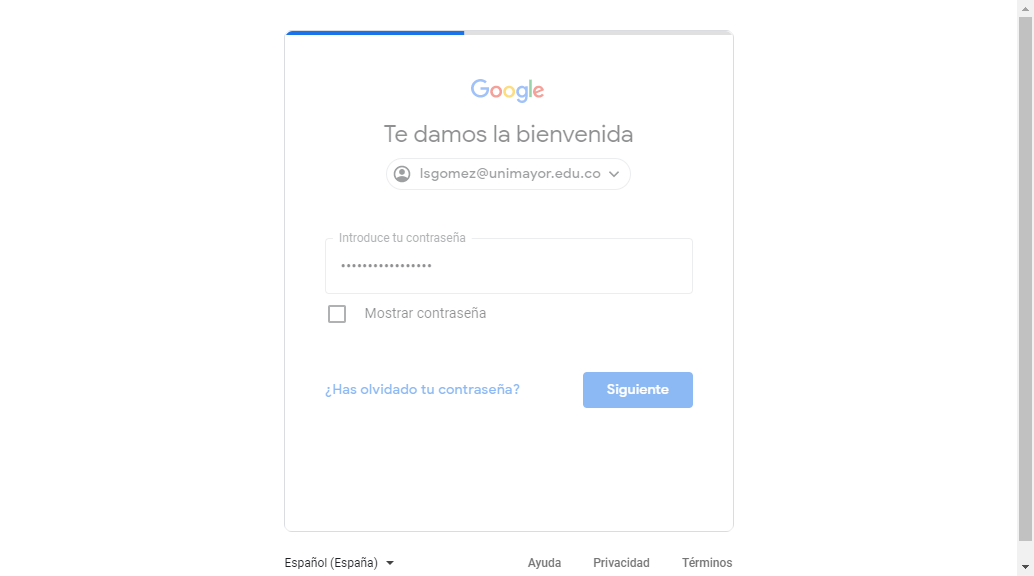 Google
Te damos la bienvenida
lsgomez@unimayor.edu.co
Introduce tu contraseña
•••••••••••••••••
Mostrar contraseña
¿Has olvidado tu contraseña?
Siguiente
Español (España)
Ayuda
Privacidad
Términos